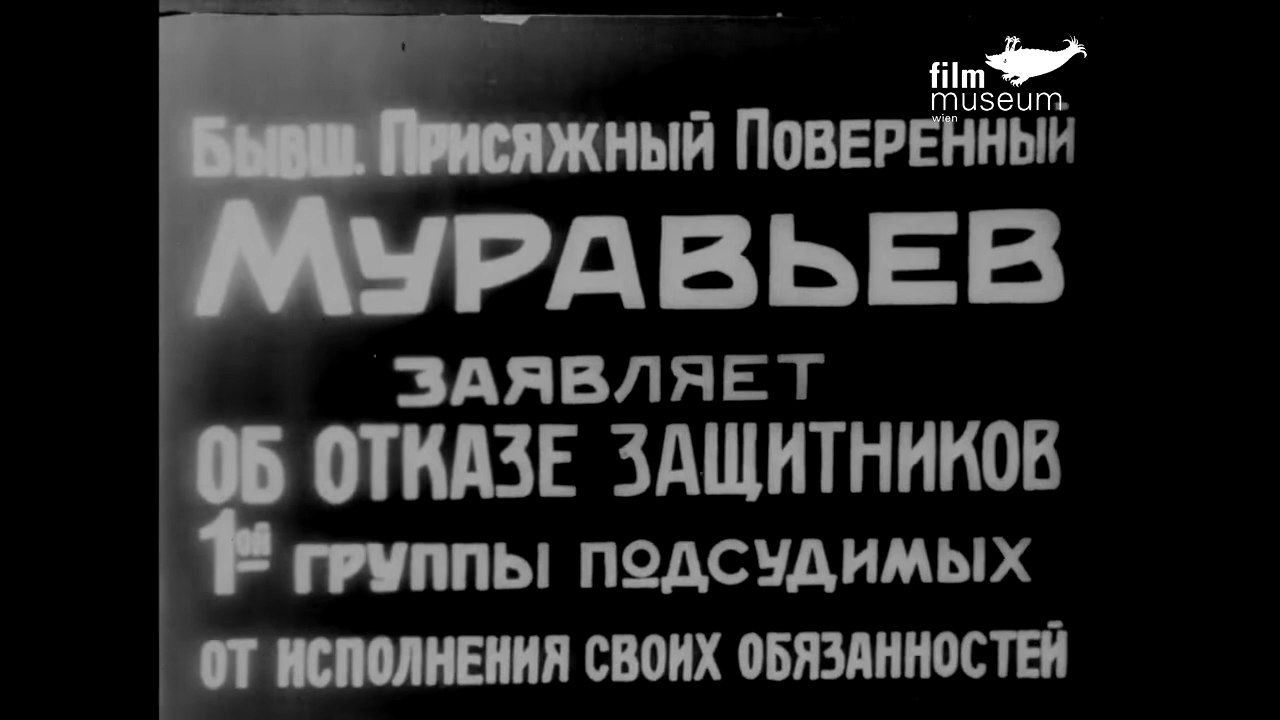 film
museum
wien
Бывш. Присяжный Поверенный
Муравьев
заявляет
об отказе защитников
1ой группы подсудимых
от исполнения своих обязанностей